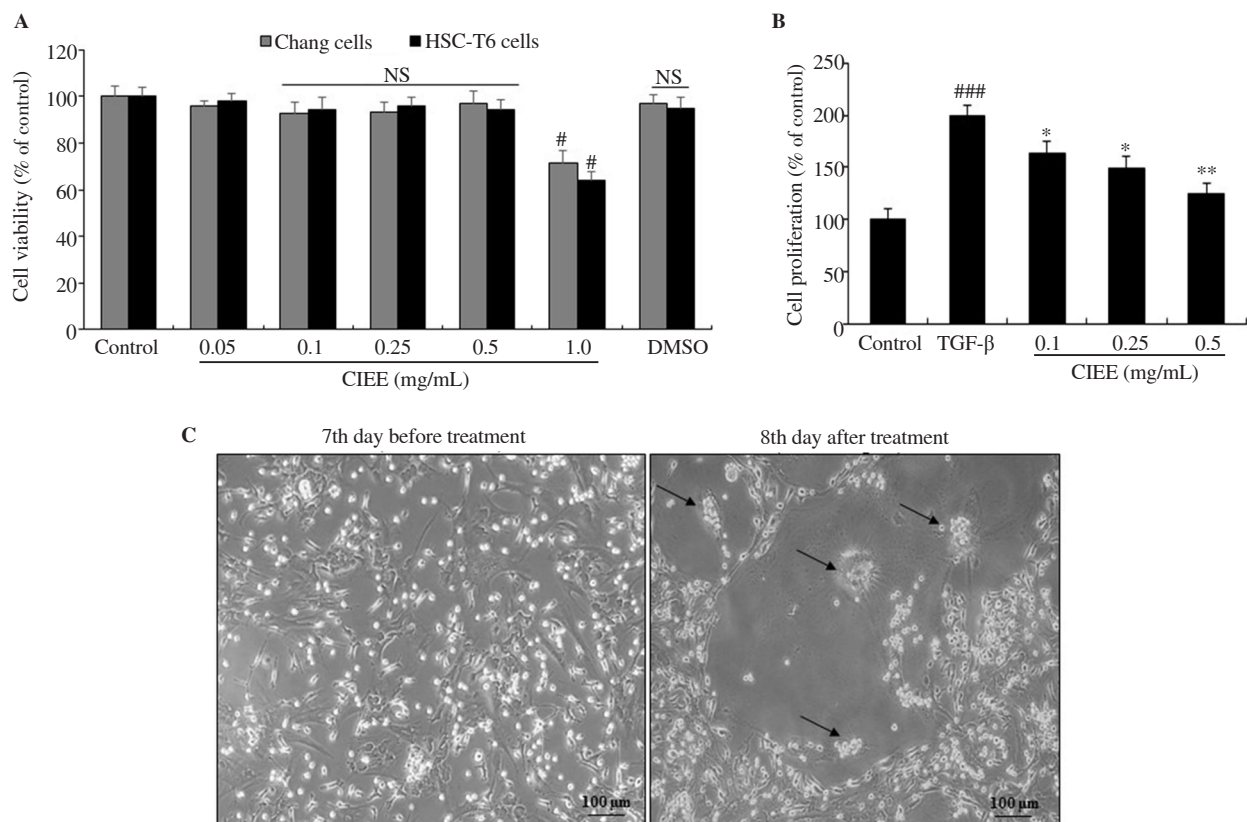 A
Chang cells HSC-T6 cells
Cell viability (% of control)
120
100
80
60
40
20
0
NS
NS
#
#
Control 0.05 0.1 0.25 0.5 1.0 DMSO
CIEE (mg/mL)
B
Cell proliferation (% of control)
250
200
150
100
50
0
###
*
*
**
Control TGF-β 0.1 0.25 0.5
CIEE (mg/mL)
C
7th day before treatment
8th day after treatment
100 µm
100 µm